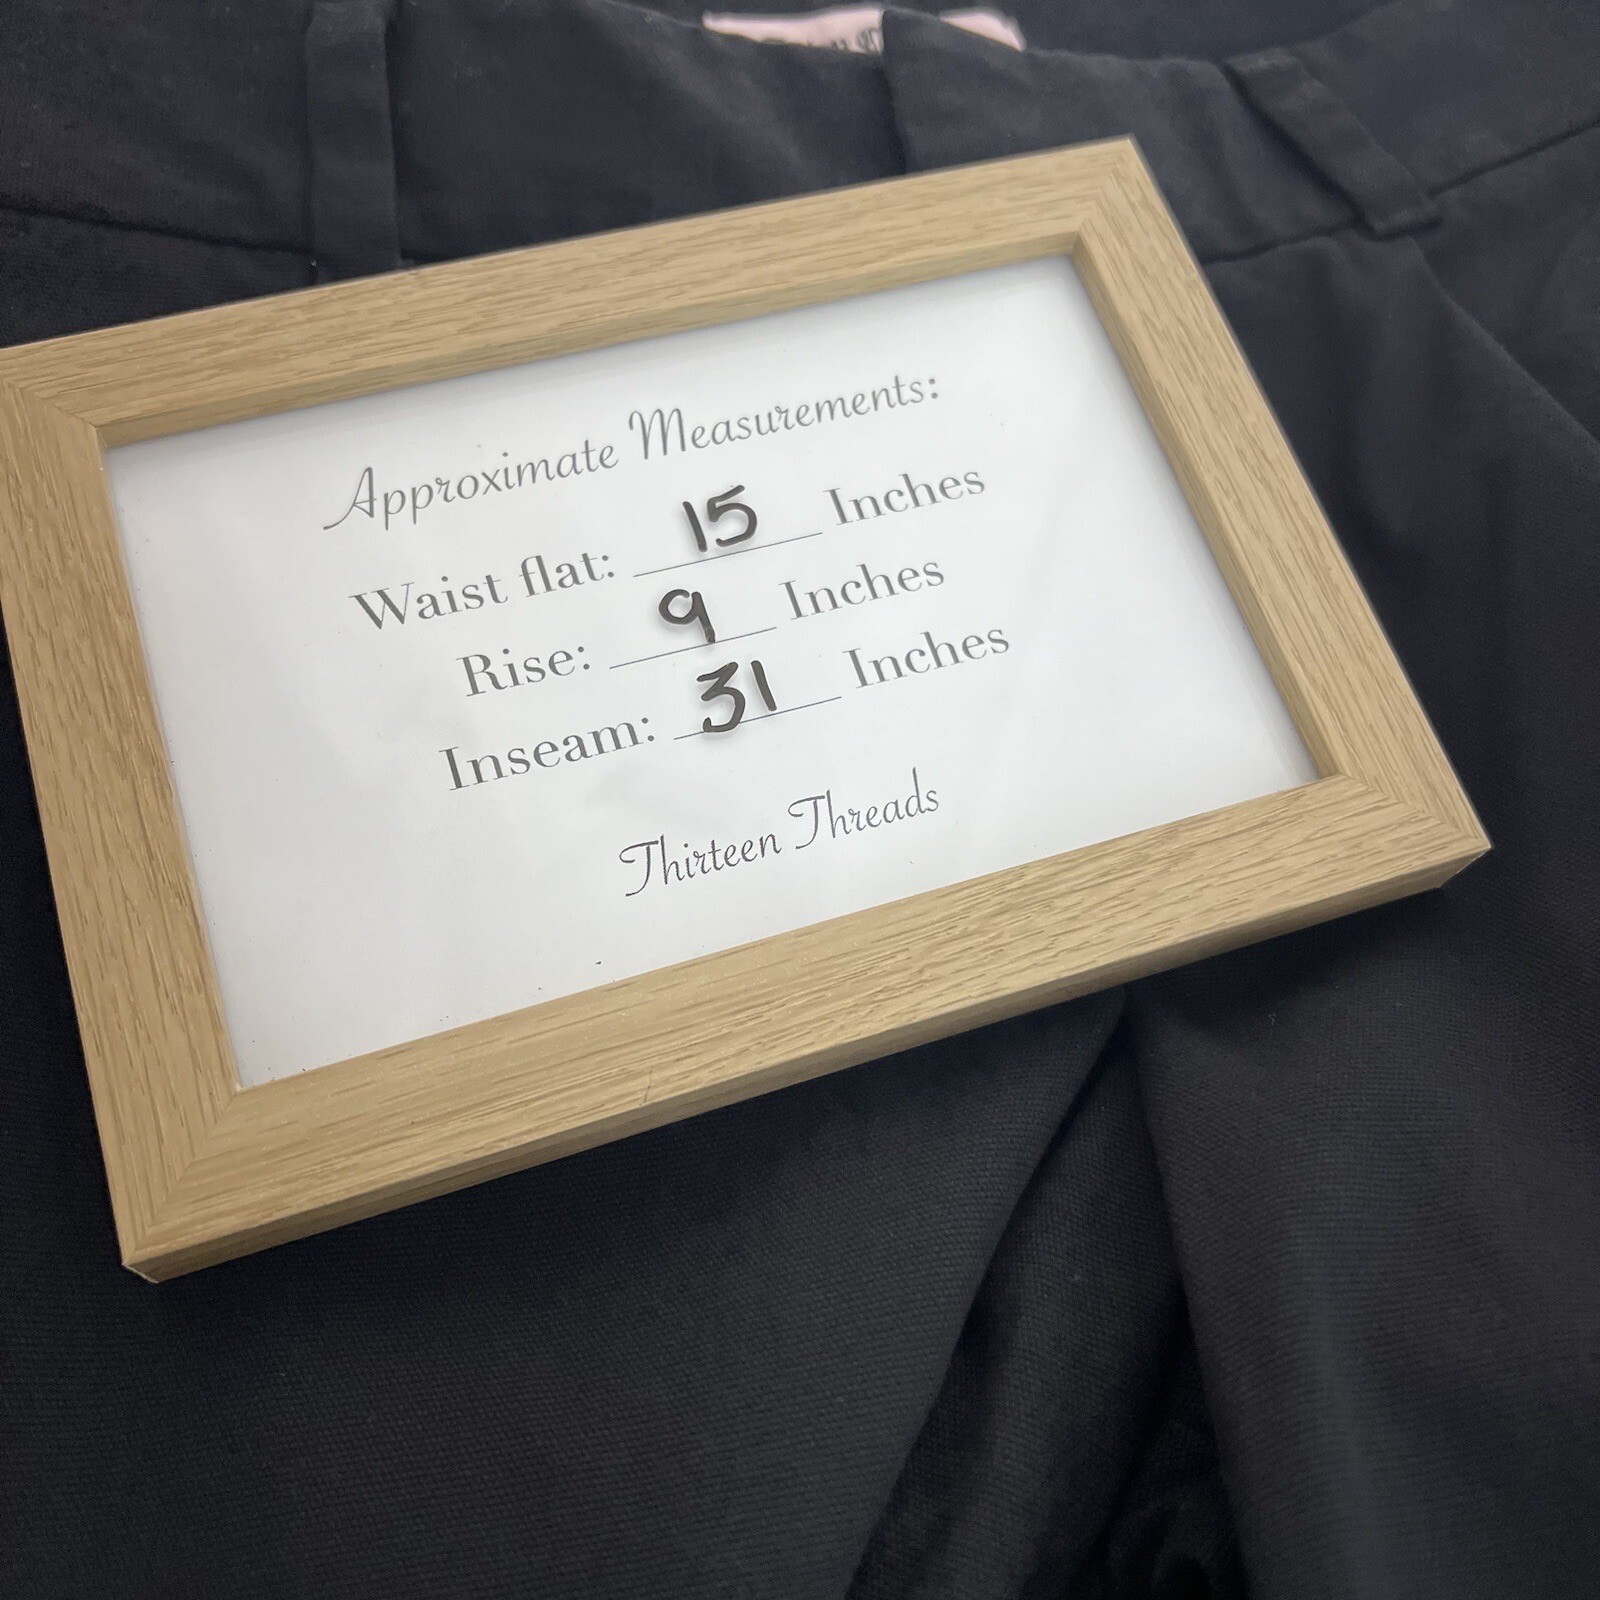 Approximate Measurements:
Waist flat: 15 Inches
Rise: 9 Inches
Inseam: 31 Inches
Thirteen Threads